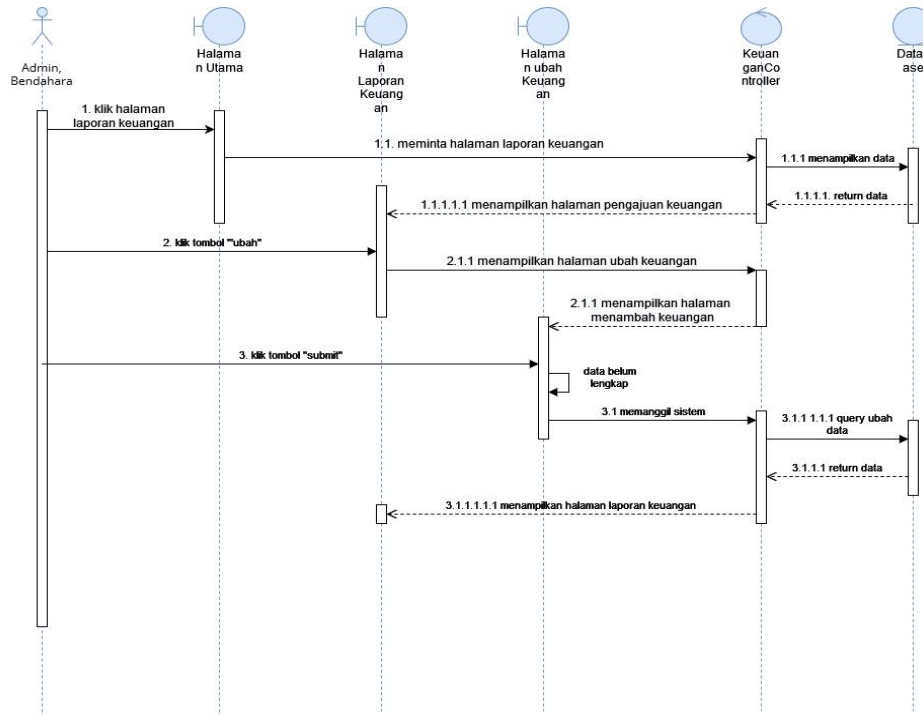 Admin,
Bendahara
Halama
n Utama
Halama
n
Laporan
Keuang
an
Halama
n ubah
Keuang
an
Keuan
ganCo
ntroller
Datab
ase
1. klik halaman
laporan keuangan
1.1. meminta halaman laporan keuangan
1.1.1 menampilkan data
1.1.1.1. return data
1.1.1.1.1 menampilkan halaman pengajuan keuangan
2. klik tombol ""ubah"
2.1.1 menampilkan halaman ubah keuangan
2.1.1 menampilkan halaman
menambah keuangan
3. klik tombol "submit"
data belum
lengkap
3.1 memanggil sistem
3.1.1 1.1.1 query ubah
data
3.1.1.1 return data
3.1.1.1.1.1 menampilkan halaman laporan keuangan